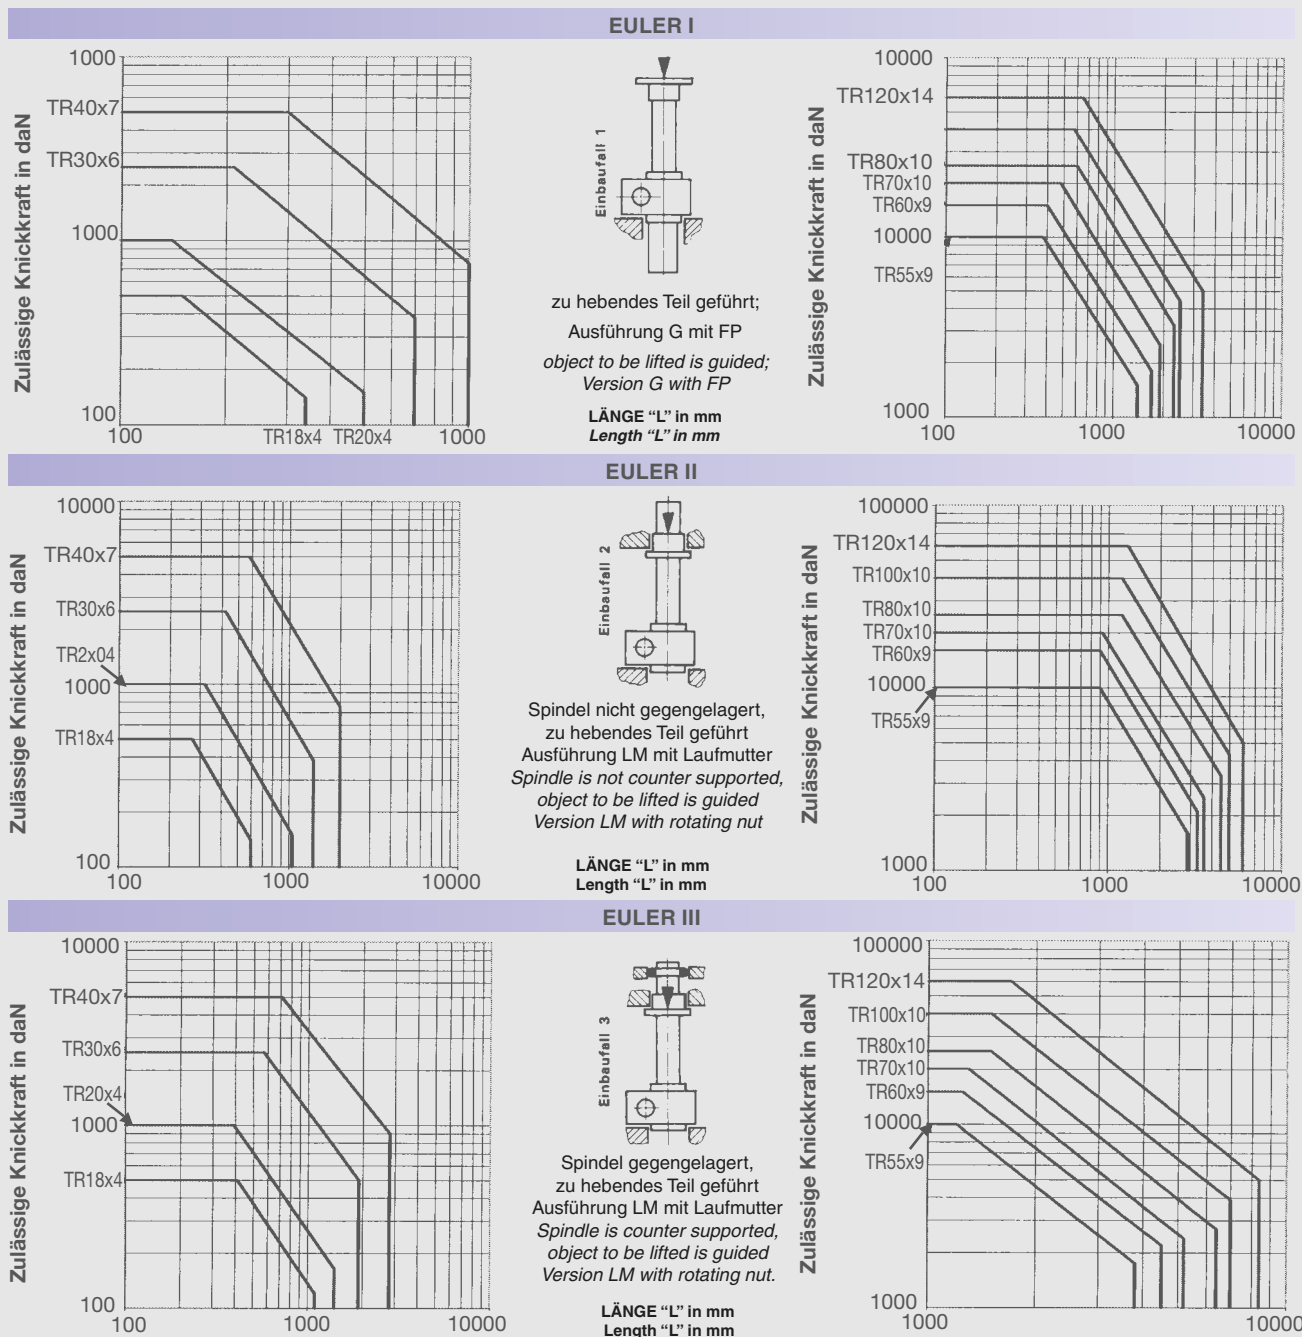 EULER I
Zulässige Knickkraft in daN
1000
TR40x7
TR30x6
1000
100
100
TR18x4
TR20x4
1000
Einbaufall 1
zu hebendes Teil geführt;
Ausführung G mit FP
object to be lifted is guided;
Version G with FP
LÄNGE “L” in mm
Length “L” in mm
Zulässige Knickkraft in daN
10000
TR120x14
TR80x10
TR70x10
TR60x9
10000
TR55x9
1000
100
1000
10000
EULER II
Zulässige Knickkraft in daN
10000
TR40x7
TR30x6
TR2x04
1000
TR18x4
100
100
1000
10000
Einbaufall 2
Spindel nicht gegengelagert,
zu hebendes Teil geführt
Ausführung LM mit Laufmutter
Spindle is not counter supported,
object to be lifted is guided
Version LM with rotating nut
LÄNGE “L” in mm
Length “L” in mm
Zulässige Knickkraft in daN
100000
TR120x14
TR100x10
TR80x10
TR70x10
TR60x9
10000
TR55x9
1000
100
1000
10000
EULER III
Zulässige Knickkraft in daN
10000
TR40x7
TR30x6
TR20x4
1000
TR18x4
100
100
1000
10000
Einbaufall 3
Spindel gegengelagert,
zu hebendes Teil geführt
Ausführung LM mit Laufmutter
Spindle is counter supported,
object to be lifted is guided
Version LM with rotating nut.
LÄNGE “L” in mm
Length “L” in mm
Zulässige Knickkraft in daN
100000
TR120x14
TR100x10
TR80x10
TR70x10
TR60x9
10000
TR55x9
1000
1000
10000